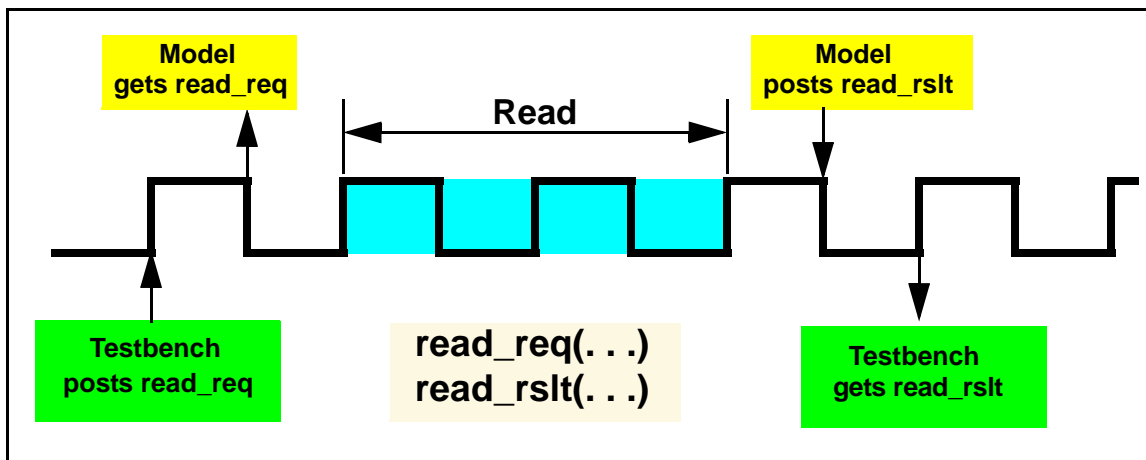 Model
gets read_req
Model
posts read_rslt
Read
Testbench
posts read_req
read_req(. . .)
read_rslt(. . .)
Testbench
gets read_rslt